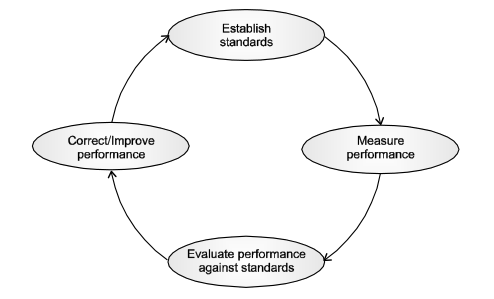 Establish
standards
Correct/Improve
performance
Measure
performance
Evaluate performance
against standards